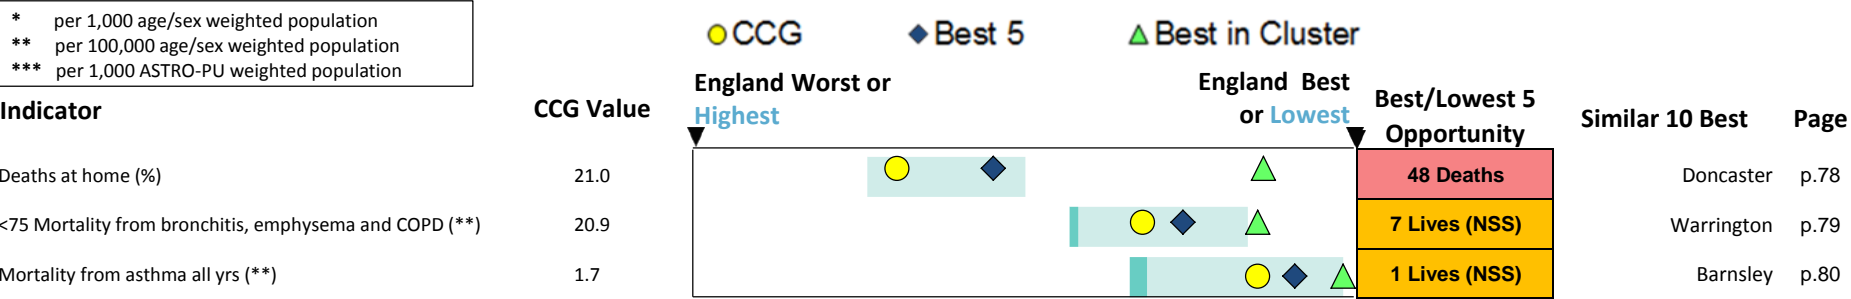 * per 1,000 age/sex weighted population
** per 100,000 age/sex weighted population
*** per 1,000 ASTRO-PU weighted population
CCG Best 5 Best in Cluster
England Worst or Highest
England Best or Lowest
Indicator CCG Value Best/Lowest 5 Opportunity Similar 10 Best Page
Deaths at home (%) 21.0 48 Deaths Doncaster p.78
<75 Mortality from bronchitis, emphysema and COPD (**) 20.9 7 Lives (NSS) Warrington p.79
Mortality from asthma all yrs (**) 1.7 1 Lives (NSS) Barnsley p.80